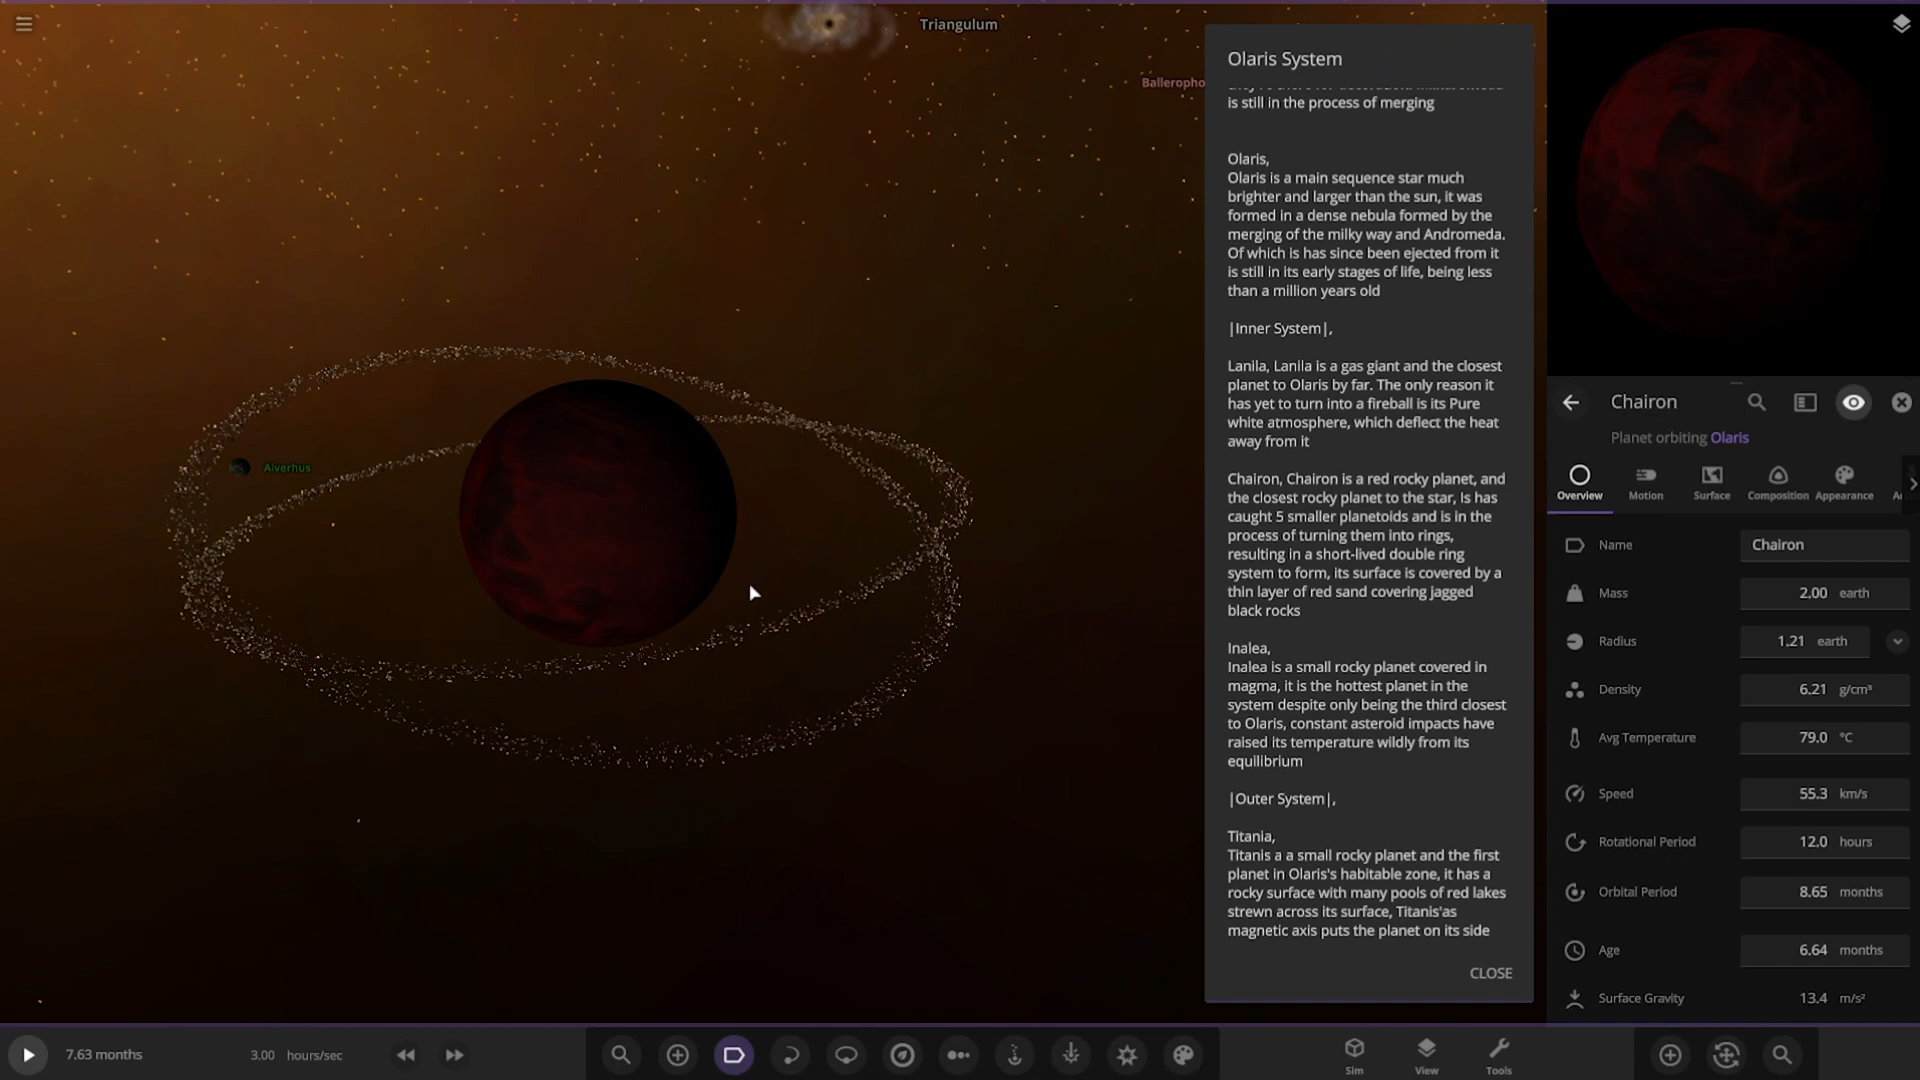 Triangulum
Balleropho
Alverhus
Olaris System
is still in the process of merging
Olaris,
Olaris is a main sequence star much
brighter and larger than the sun, it was
formed in a dense nebula formed by the
merging of the milky way and Andromeda.
Of which is has since been ejected from it
is still in its early stages of life, being less
than a million years old
|Inner System|,
Lanila, Lanila is a gas giant and the closest
planet to Olaris by far. The only reason it
has yet to turn into a fireball is its Pure
white atmosphere, which deflect the heat
away from it
Chairon, Chairon is a red rocky planet, and
the closest rocky planet to the star, Is has
caught 5 smaller planetoids and is in the
process of turning them into rings,
resulting in a short-lived double ring
system to form, its surface is covered by a
thin layer of red sand covering jagged
black rocks
Inalea,
Inalea is a small rocky planet covered in
magma, it is the hottest planet in the
system despite only being the third closest
to Olaris, constant asteroid impacts have
raised its temperature wildly from its
equilibrium
|Outer System|,
Titania,
Titanis a a small rocky planet and the first
planet in Olaris's habitable zone, it has a
rocky surface with many pools of red lakes
strewn across its surface, Titanis'as
magnetic axis puts the planet on its side
CLOSE
Chairon
Planet orbiting Olaris
Overview Motion Surface Composition Appearance
Name Chairon
Mass 2.00 earth
Radius 1.21 earth
Density 6.21 g/cm³
Avg Temperature 79.0 °C
Speed 55.3 km/s
Rotational Period 12.0 hours
Orbital Period 8.65 months
Age 6.64 months
Surface Gravity 13.4 m/s²
7.63 months 3.00 hours/sec
Sim View Tools